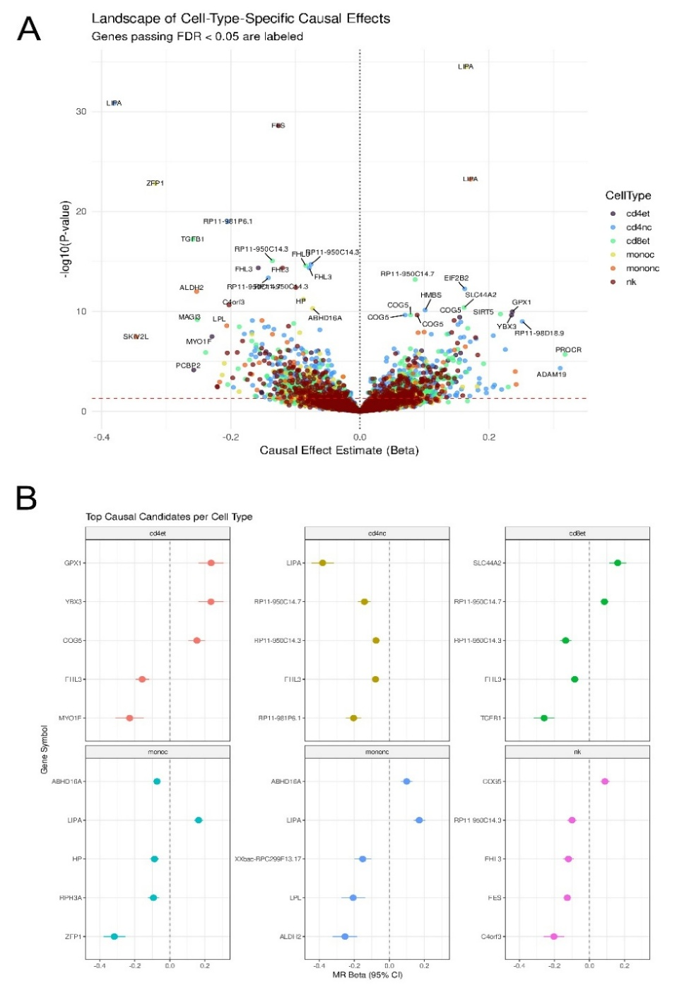 A
Landscape of Cell-Type-Specific Causal Effects
Genes passing FDR < 0.05 are labeled
LIPA
LIPA
FES
ZFP1
LIPA
RP11-981P6.1
TGFB1
RP11-950C14.3
FHL3
RP11-950C14.3
FHL3
FHL3
FHL3
RP11-950C14.7
RP11-950C14.3
ALDH2
C4orf3
HP
ABHD16A
MAGI3
LPL
SKIV2L
MYO1F
PCBP2
RP11-950C14.7
EIF2B2
HMBS
SLC44A2
COG5
COG5
COG5
COG5
SIRT5
GPX1
YBX3
RP11-98D18.9
PROCR
ADAM19
30
20
10
0
-log10(P-value)
-0.4 -0.2 0.0 0.2
Causal Effect Estimate (Beta)
CellType
cd4et
cd4nc
cd8et
monoc
mononc
nk
B
Top Causal Candidates per Cell Type
cd4et
GPX1
YBX3
COG5
FHL3
MYO1F
cd4nc
LIPA
RP11-950C14.7
RP11-950C14.3
FHL3
RP11-981P6.1
cd8et
SLC44A2
RP11-950C14.7
RP11-950C14.3
FHL3
TGFB1
Gene Symbol
monoc
ABHD16A
LIPA
HP
RPH3A
ZFP1
mononc
ABHD16A
LIPA
XXbac-BPG299F13.17
LPL
ALDH2
nk
COG5
RP11-950C14.3
FHL3
FES
C4orf3
-0.4 -0.2 0.0 0.2
-0.4 -0.2 0.0 0.2
-0.4 -0.2 0.0 0.2
MR Beta (95% CI)